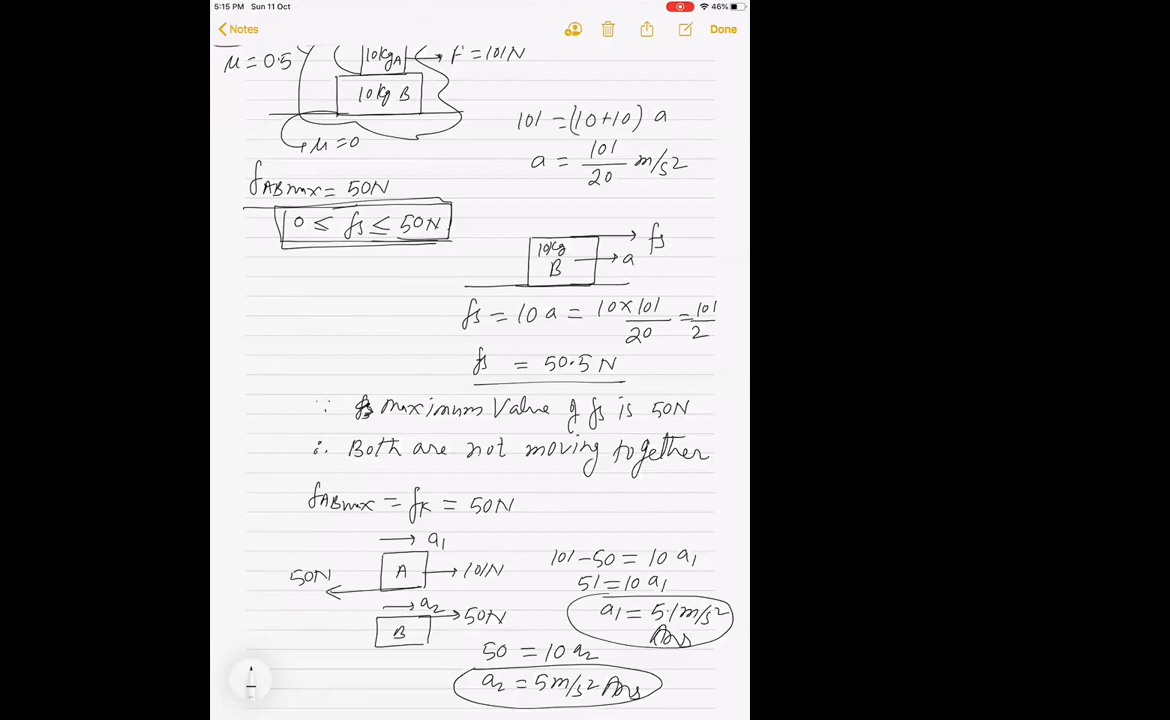 5:15 PM Sun 11 Oct
46%
Notes
Done
μ = 0.5
10kg A
F = 101N
10kg B
μ = 0
101 = (10+10) a
a = 101/20 m/s2
fABmax = 50N
0 ≤ fs ≤ 50N
10kg
B
a
fs
fs = 10 a = 10×101/20 = 101/2
fs = 50.5 N
∵ maximum value of fs is 50N
∴ Both are not moving together
fABmax = fk = 50N
a1
A
101N
50N
a2
50N
B
101-50 = 10 a1
51 = 10 a1
a1 = 5.1m/s2
Ans
50 = 10 a2
a2 = 5m/s2 Ans